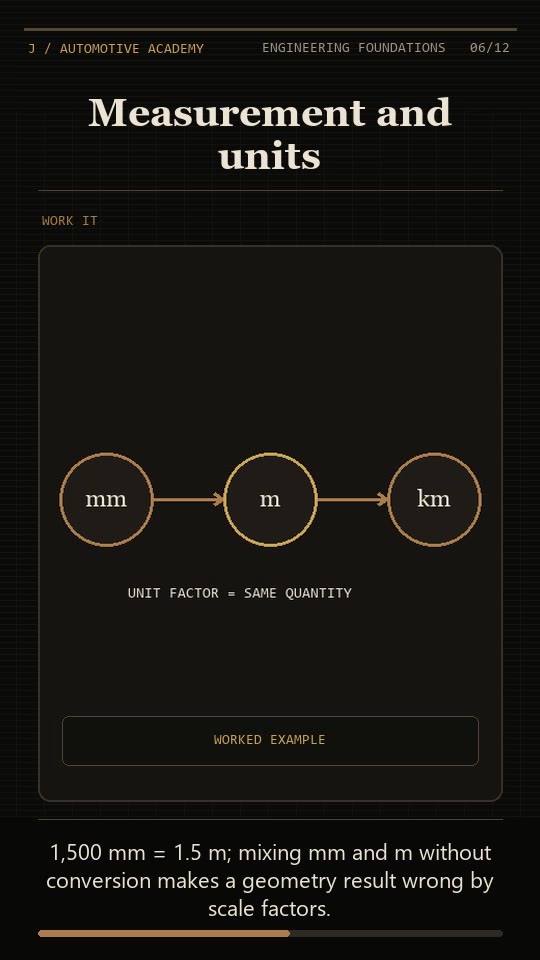 J / AUTOMOTIVE ACADEMY
ENGINEERING FOUNDATIONS 06/12
Measurement and
units
WORK IT
mm
m
km
UNIT FACTOR = SAME QUANTITY
WORKED EXAMPLE
1,500 mm = 1.5 m; mixing mm and m without
conversion makes a geometry result wrong by
scale factors.